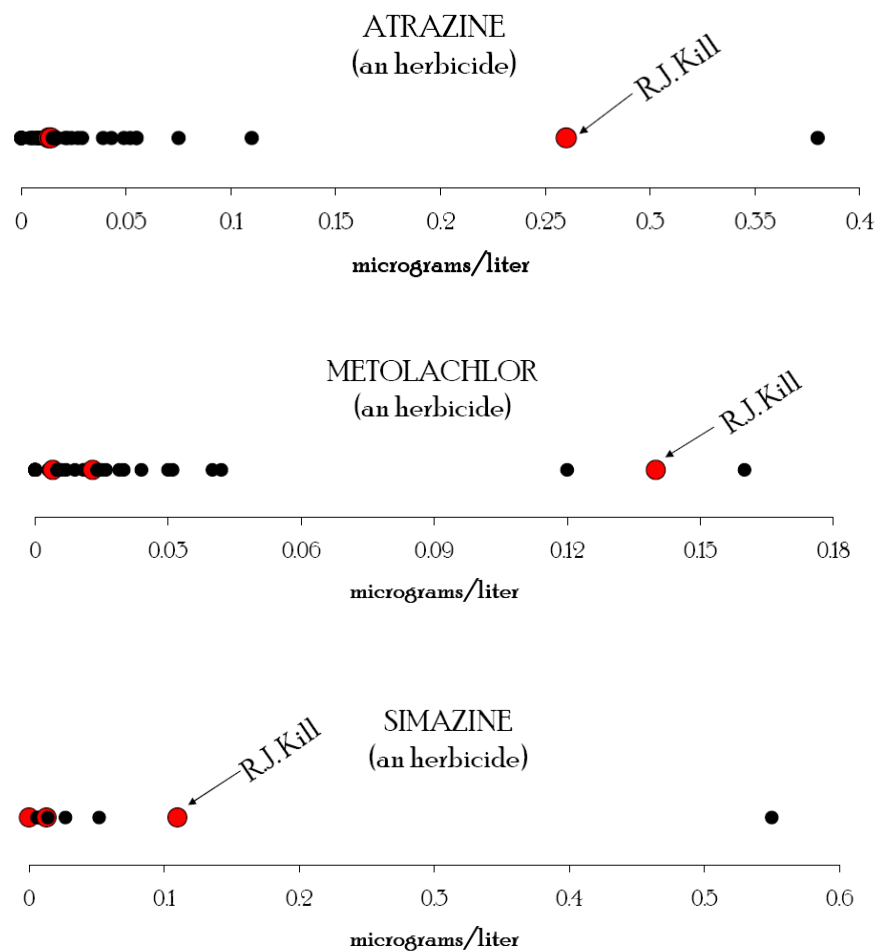 ATRAZINE
(an herbicide)
R.J. Kill
0 0.05 0.1 0.15 0.2 0.25 0.3 0.35 0.4
micrograms/liter
METOLACHLOR
(an herbicide)
R.J. Kill
0 0.03 0.06 0.09 0.12 0.15 0.18
micrograms/liter
SIMAZINE
(an herbicide)
R.J. Kill
0 0.1 0.2 0.3 0.4 0.5 0.6
micrograms/liter